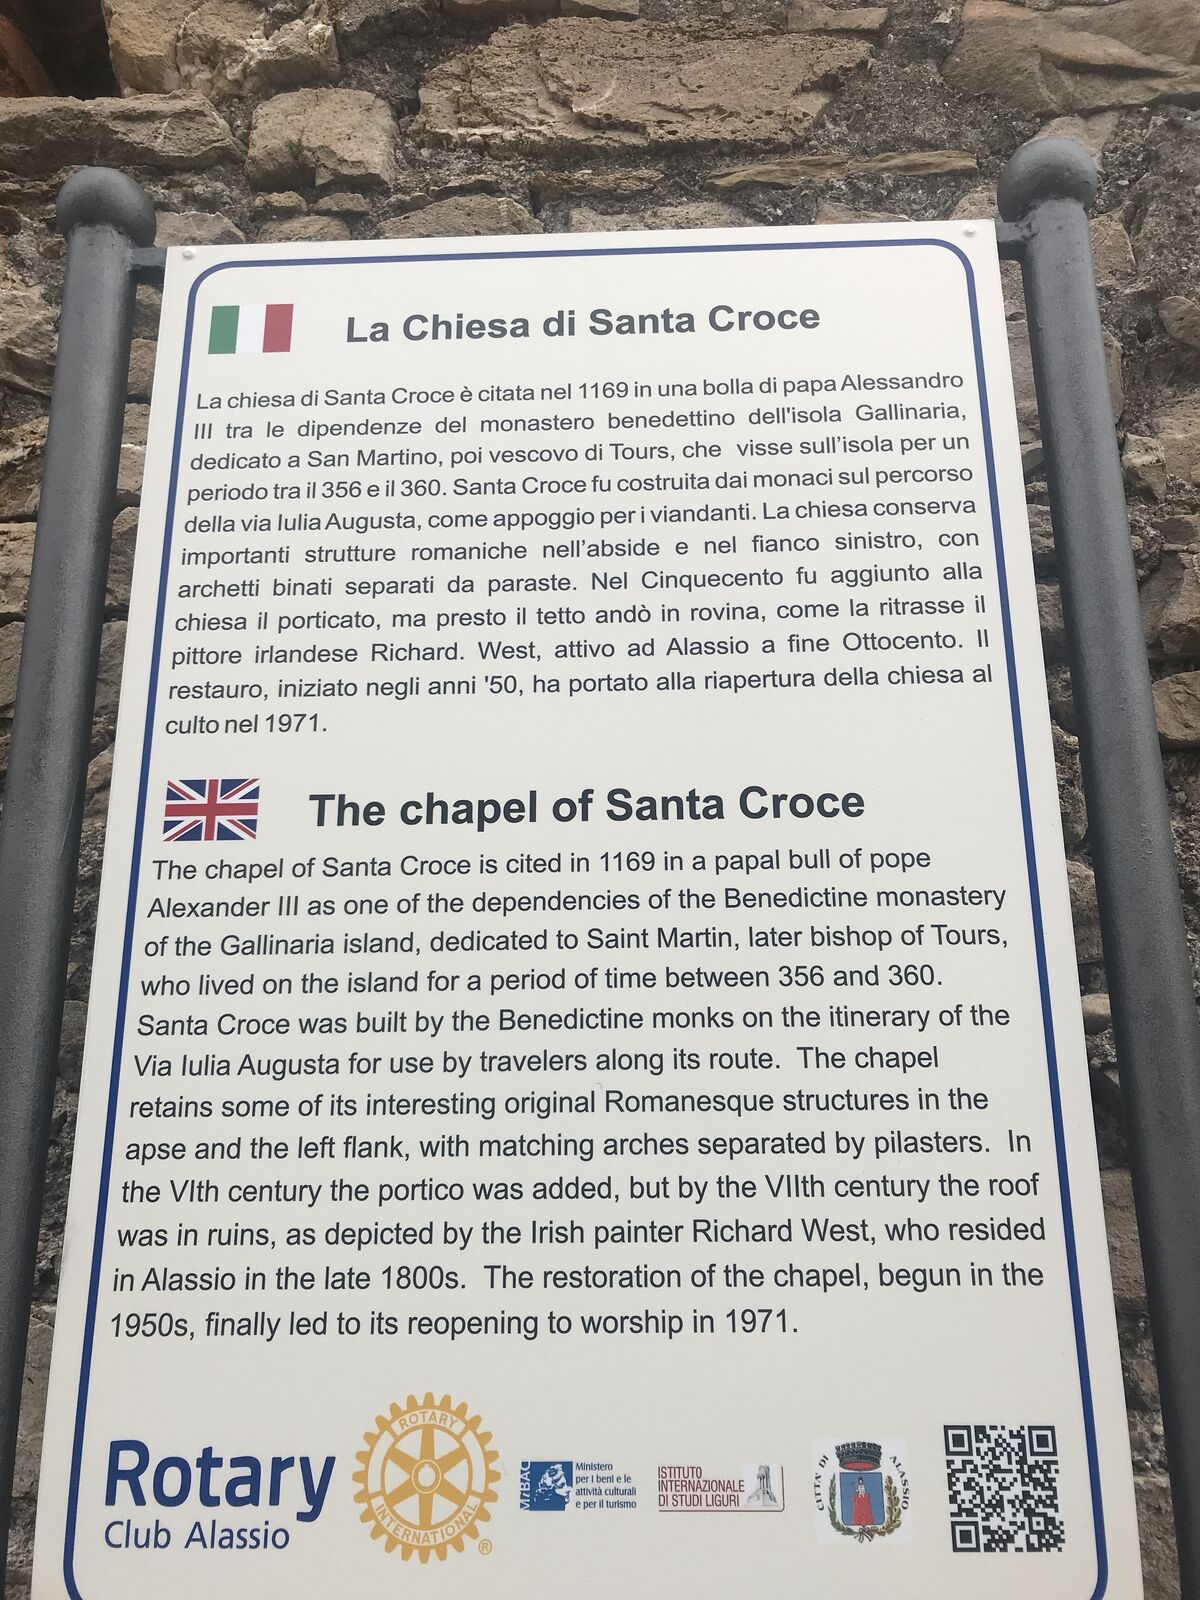 La Chiesa di Santa Croce
La chiesa di Santa Croce è citata nel 1169 in una bolla di papa Alessandro
III tra le dipendenze del monastero benedettino dell'isola Gallinaria,
dedicato a San Martino, poi vescovo di Tours, che visse sull'isola per un
periodo tra il 356 e il 360. Santa Croce fu costruita dai monaci sul percorso
della via Iulia Augusta, come appoggio per i viandanti. La chiesa conserva
importanti strutture romaniche nell'abside e nel fianco sinistro, con
archetti binati separati da paraste. Nel Cinquecento fu aggiunto alla
chiesa il porticato, ma presto il tetto andò in rovina, come la ritrasse il
pittore irlandese Richard. West, attivo ad Alassio a fine Ottocento. Il
restauro, iniziato negli anni '50, ha portato alla riapertura della chiesa al
culto nel 1971.
The chapel of Santa Croce
The chapel of Santa Croce is cited in 1169 in a papal bull of pope
Alexander III as one of the dependencies of the Benedictine monastery
of the Gallinaria island, dedicated to Saint Martin, later bishop of Tours,
who lived on the island for a period of time between 356 and 360.
Santa Croce was built by the Benedictine monks on the itinerary of the
Via Iulia Augusta for use by travelers along its route. The chapel
retains some of its interesting original Romanesque structures in the
apse and the left flank, with matching arches separated by pilasters. In
the VIth century the portico was added, but by the VIIth century the roof
was in ruins, as depicted by the Irish painter Richard West, who resided
in Alassio in the late 1800s. The restoration of the chapel, begun in the
1950s, finally led to its reopening to worship in 1971.
Rotary
Club Alassio
ROTARY
INTERNATIONAL
®
MiBAC
Ministero
per i beni e le
attività culturali
e per il turismo
ISTITUTO
INTERNAZIONALE
DI STUDI LIGURI
CITTÀ DI ALASSIO